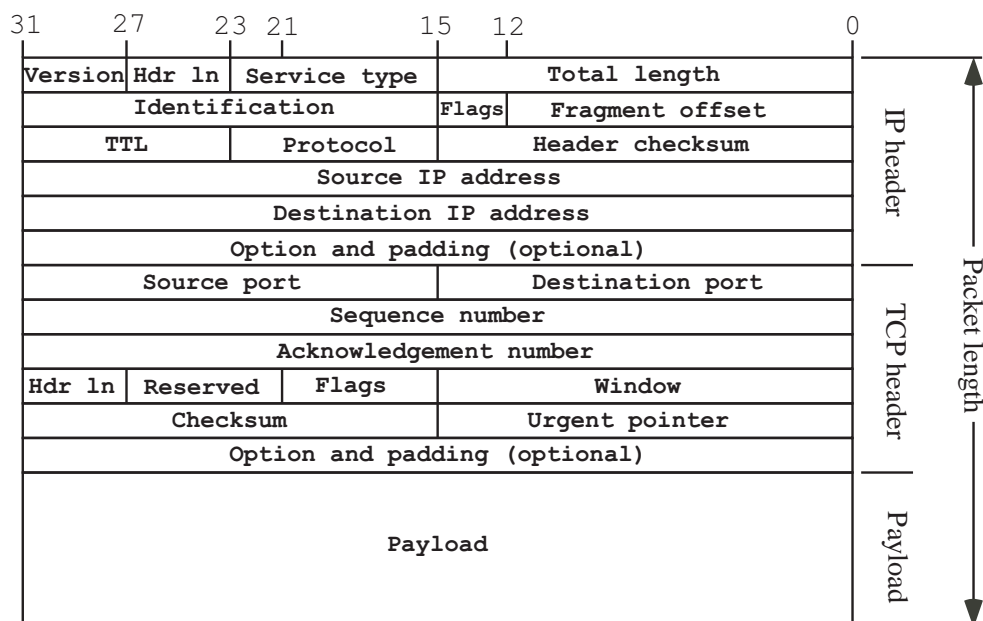 31 27 23 21 15 12 0
Version Hdr ln Service type Total length
Identification Flags Fragment offset
TTL Protocol Header checksum
Source IP address
Destination IP address
Option and padding (optional)
IP header
Source port Destination port
Sequence number
Acknowledgement number
Hdr ln Reserved Flags Window
Checksum Urgent pointer
Option and padding (optional)
TCP header
Payload
Payload
Packet length